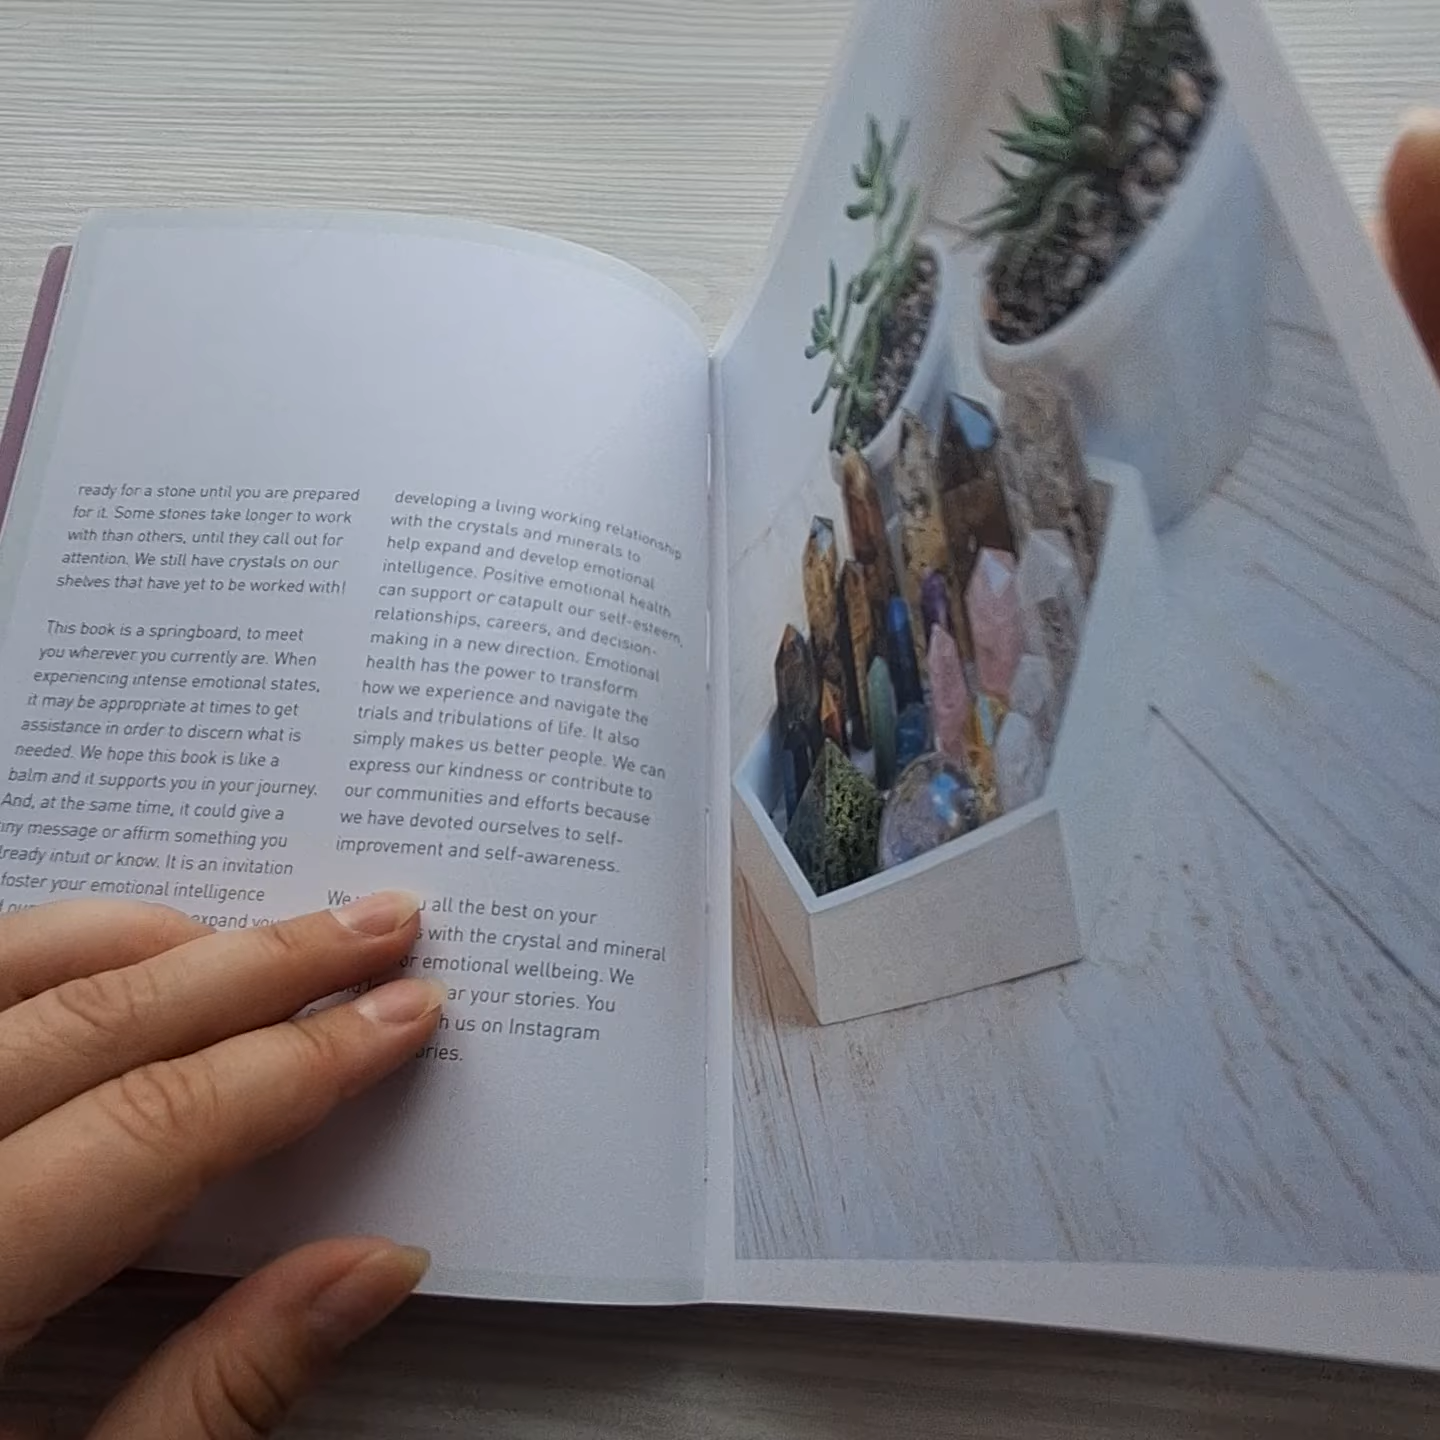 ready for a stone until you are prepared
for it. Some stones take longer to work
with than others, until they call out for
attention. We still have crystals on our
shelves that have yet to be worked with!
This book is a springboard, to meet
you wherever you currently are. When
experiencing intense emotional states,
it may be appropriate at times to get
assistance in order to discern what is
needed. We hope this book is like a
balm and it supports you in your journey.
And, at the same time, it could give a
tiny message or affirm something you
already intuit or know. It is an invitation
foster your emotional intelligence
expand
developing a living working relationship
with the crystals and minerals to
help expand and develop emotional
intelligence. Positive emotional health
can support or catapult our self-esteem,
relationships, careers, and decision-
making in a new direction. Emotional
health has the power to transform
how we experience and navigate the
trials and tribulations of life. It also
simply makes us better people. We can
express our kindness or contribute to
our communities and efforts because
we have devoted ourselves to self-
improvement and self-awareness.
We all the best on your
with the crystal and mineral
emotional wellbeing. We
your stories. You
us on Instagram